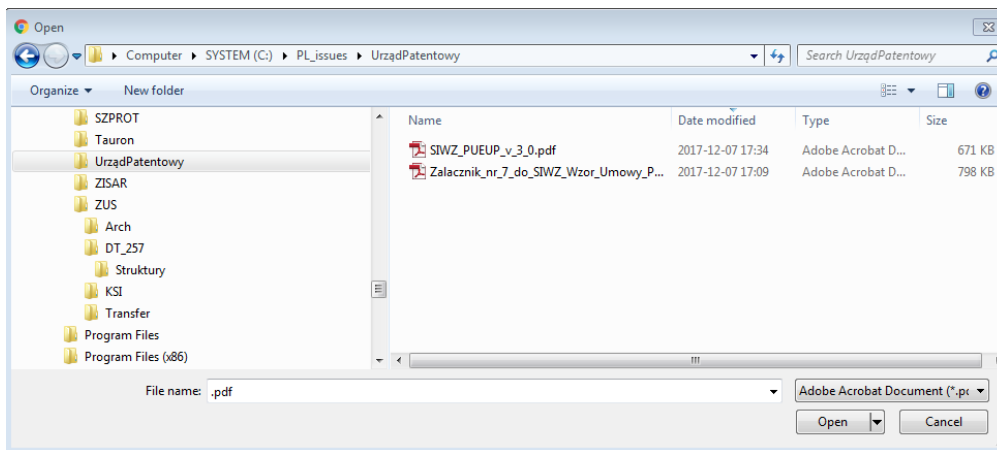 Open
Computer SYSTEM (C:) PL_issues UrządPatentowy
Search UrządPatentowy
Organize New folder
Name Date modified Type Size
SZPROT
Tauron
UrządPatentowy
ZISAR
ZUS
Arch
DT_257
Struktury
KSI
Transfer
Program Files
Program Files (x86)
SIWZ_PUEUP_v_3_0.pdf 2017-12-07 17:34 Adobe Acrobat D... 671 KB
Zalacznik_nr_7_do_SIWZ_Wzor_Umowy_P... 2017-12-07 17:09 Adobe Acrobat D... 798 KB
File name: .pdf
Adobe Acrobat Document (*.pc
Open Cancel